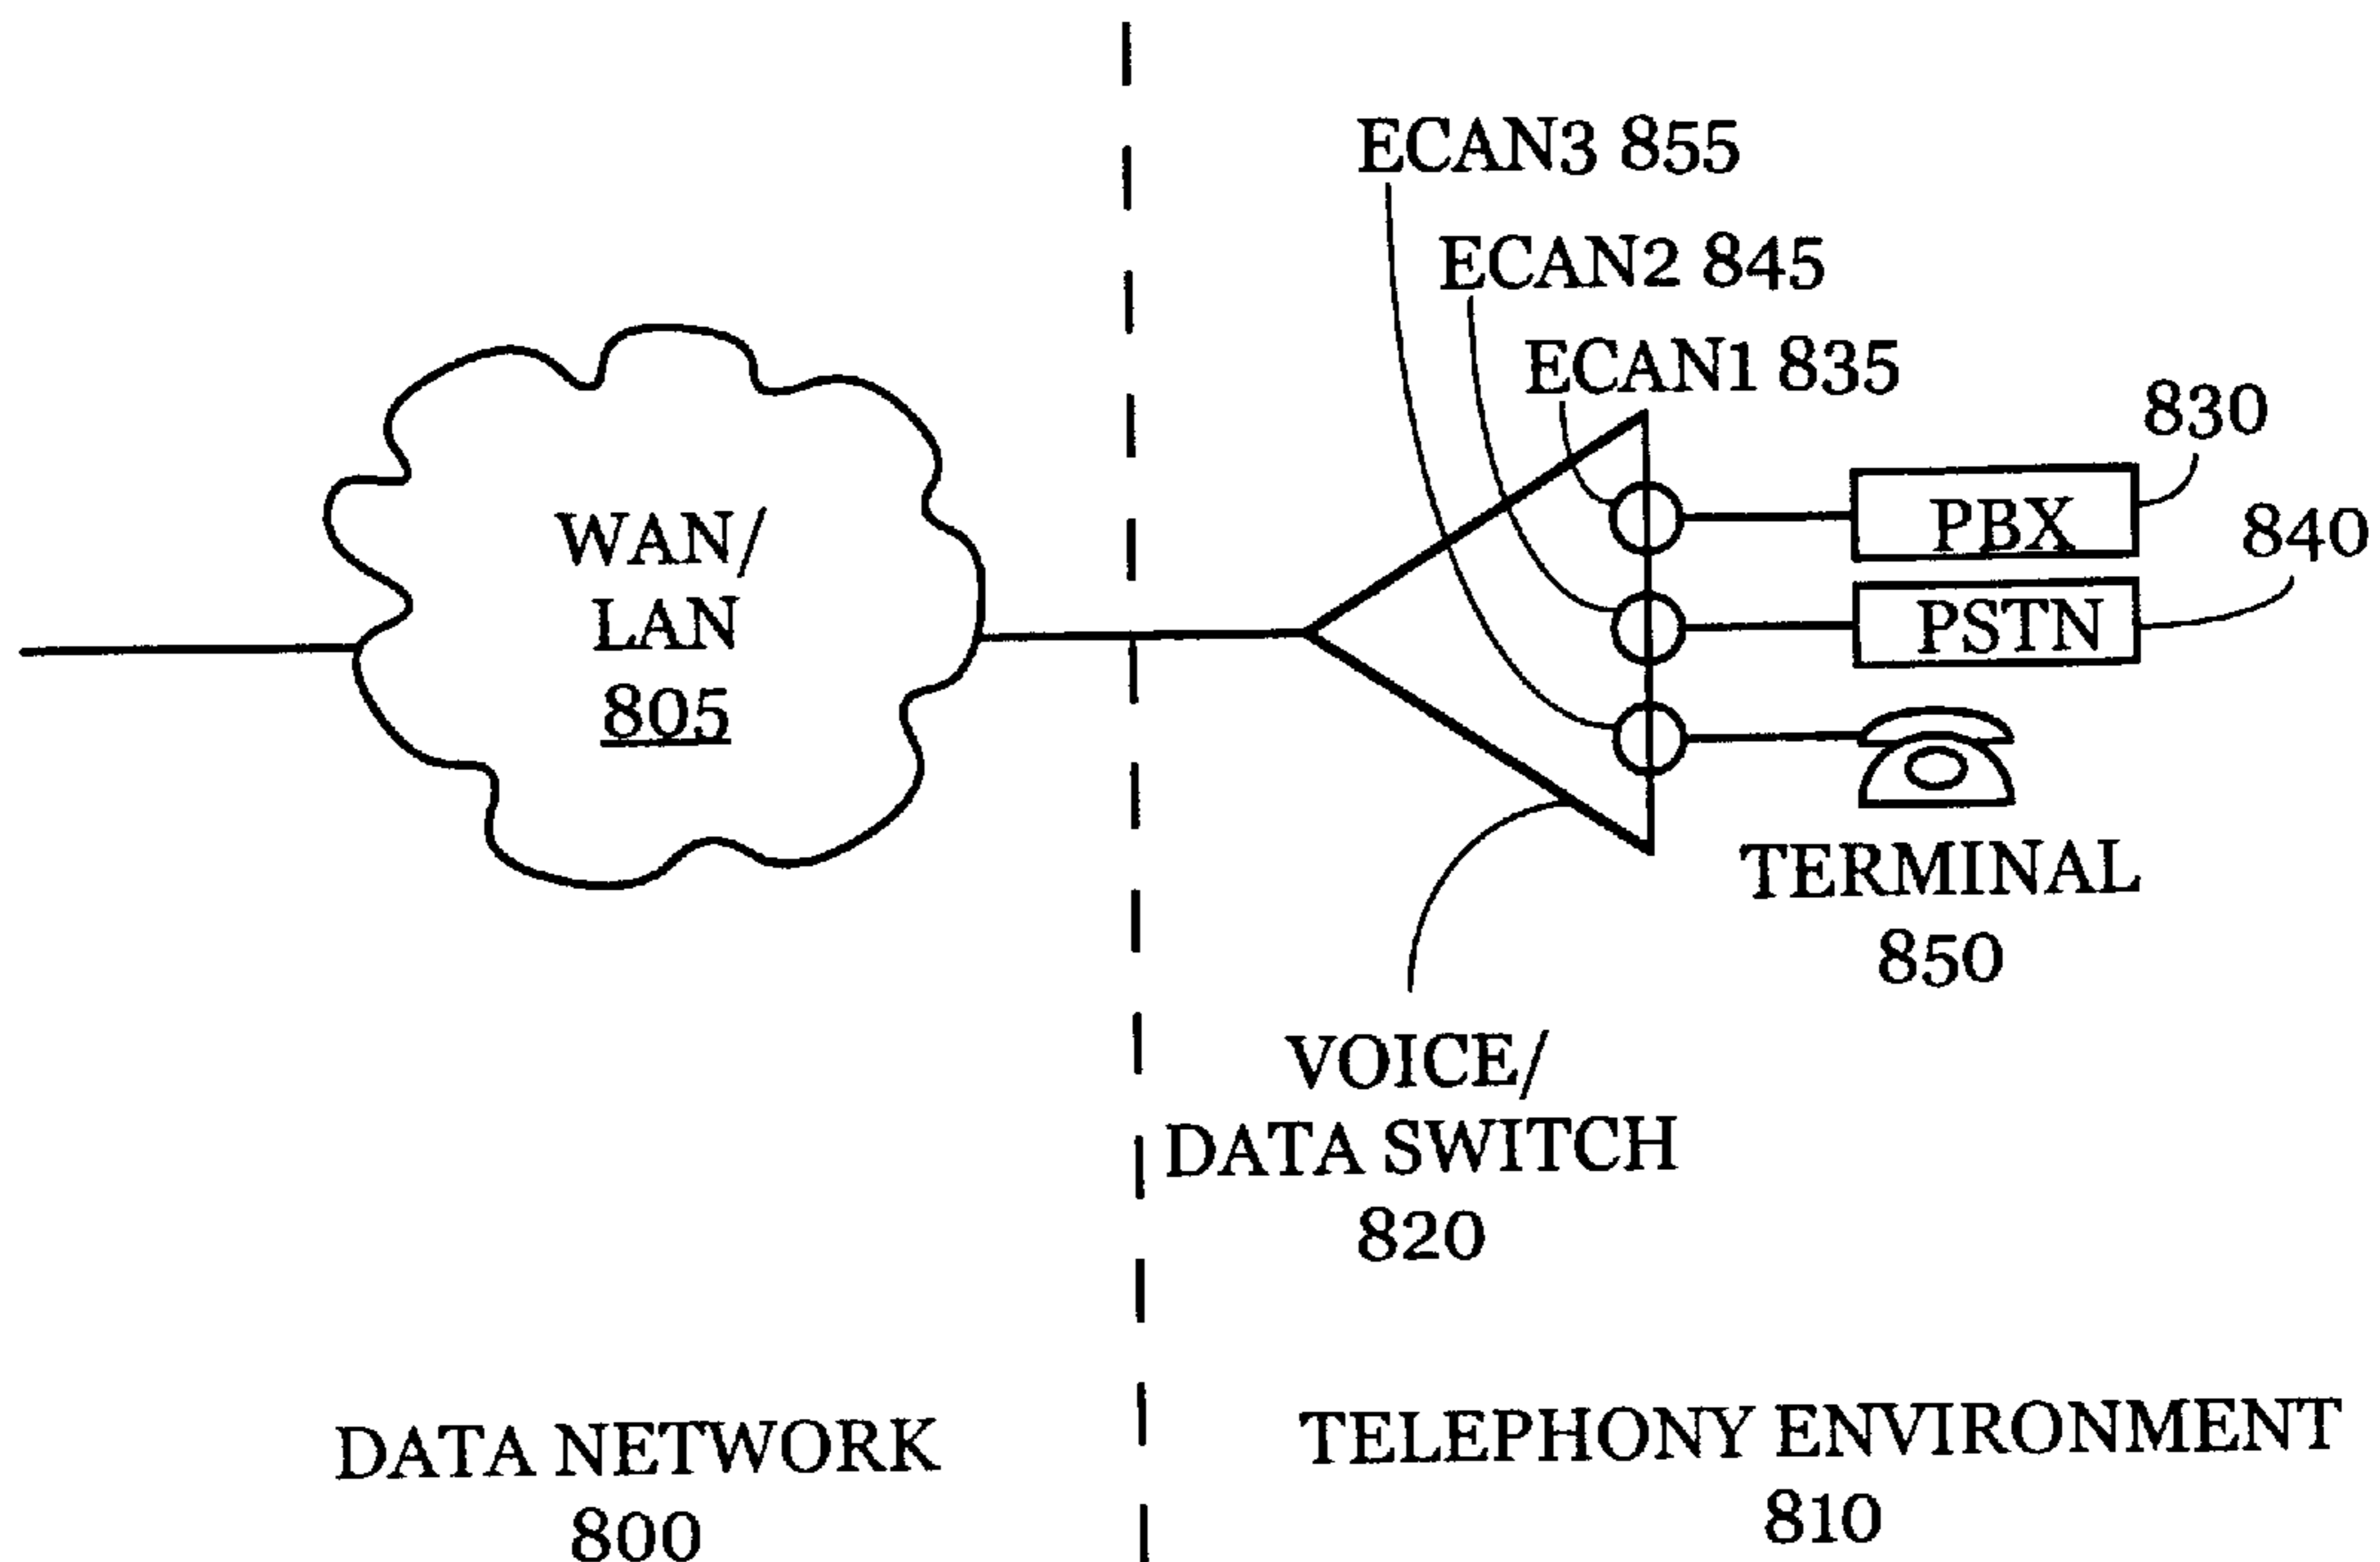 ECAN3 855
ECAN2 845
ECAN1 835
830
PBX
840
PSTN
WAN/
LAN
805
TERMINAL
850
VOICE/
DATA SWITCH
820
DATA NETWORK
800
TELEPHONY ENVIRONMENT
810